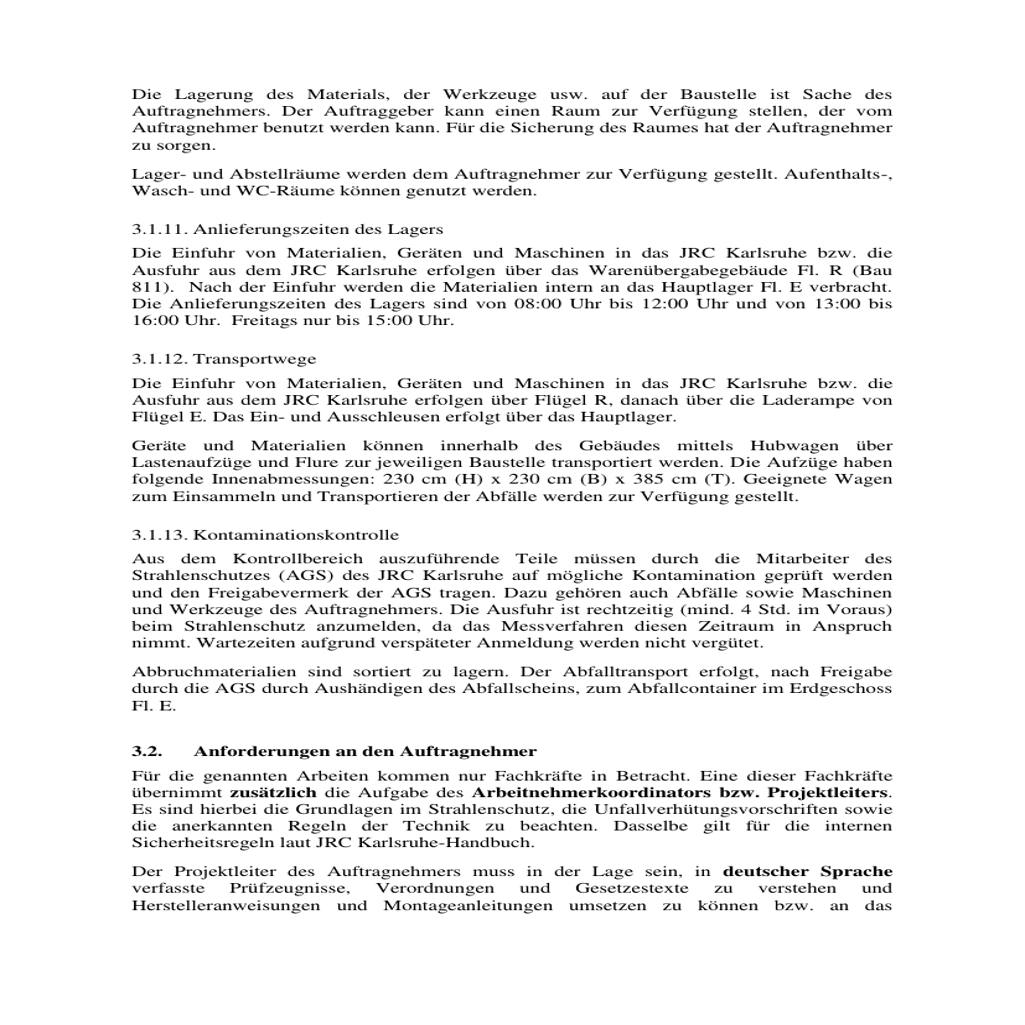 Die Lagerung des Materials, der Werkzeuge usw. auf der Baustelle ist Sache des
Auftragnehmers. Der Auftraggeber kann einen Raum zur Verfügung stellen, der vom
Auftragnehmer benutzt werden kann. Für die Sicherung des Raumes hat der Auftragnehmer
zu sorgen.
Lager- und Abstellräume werden dem Auftragnehmer zur Verfügung gestellt. Aufenthalts-,
Wasch- und WC-Räume können genutzt werden.
3.1.11. Anlieferungszeiten des Lagers
Die Einfuhr von Materialien, Geräten und Maschinen in das JRC Karlsruhe bzw. die
Ausfuhr aus dem JRC Karlsruhe erfolgen über das Warenübergabegebäude Fl. R (Bau
811).  Nach der Einfuhr werden die Materialien intern an das Hauptlager Fl. E verbracht.
Die Anlieferungszeiten des Lagers sind von 08:00 Uhr bis 12:00 Uhr und von 13:00 bis
16:00 Uhr.  Freitags nur bis 15:00 Uhr.
3.1.12. Transportwege
Die Einfuhr von Materialien, Geräten und Maschinen in das JRC Karlsruhe bzw. die
Ausfuhr aus dem JRC Karlsruhe erfolgen über Flügel R, danach über die Laderampe von
Flügel E. Das Ein- und Ausschleusen erfolgt über das Hauptlager.
Geräte und Materialien können innerhalb des Gebäudes mittels Hubwagen über
Lastenaufzüge und Flure zur jeweiligen Baustelle transportiert werden. Die Aufzüge haben
folgende Innenabmessungen: 230 cm (H) x 230 cm (B) x 385 cm (T). Geeignete Wagen
zum Einsammeln und Transportieren der Abfälle werden zur Verfügung gestellt.
3.1.13. Kontaminationskontrolle
Aus dem Kontrollbereich auszuführende Teile müssen durch die Mitarbeiter des
Strahlenschutzes (AGS) des JRC Karlsruhe auf mögliche Kontamination geprüft werden
und den Freigabevermerk der AGS tragen. Dazu gehören auch Abfälle sowie Maschinen
und Werkzeuge des Auftragnehmers. Die Ausfuhr ist rechtzeitig (mind. 4 Std. im Voraus)
beim Strahlenschutz anzumelden, da das Messverfahren diesen Zeitraum in Anspruch
nimmt. Wartezeiten aufgrund verspäteter Anmeldung werden nicht vergütet.
Abbruchmaterialien sind sortiert zu lagern. Der Abfalltransport erfolgt, nach Freigabe
durch die AGS durch Aushändigen des Abfallscheins, zum Abfallcontainer im Erdgeschoss
Fl. E.
3.2. Anforderungen an den Auftragnehmer
Für die genannten Arbeiten kommen nur Fachkräfte in Betracht. Eine dieser Fachkräfte
übernimmt zusätzlich die Aufgabe des Arbeitnehmerkoordinators bzw. Projektleiters.
Es sind hierbei die Grundlagen im Strahlenschutz, die Unfallverhütungsvorschriften sowie
die anerkannten Regeln der Technik zu beachten. Dasselbe gilt für die internen
Sicherheitsregeln laut JRC Karlsruhe-Handbuch.
Der Projektleiter des Auftragnehmers muss in der Lage sein, in deutscher Sprache
verfasste Prüfzeugnisse, Verordnungen und Gesetzestexte zu verstehen und
Herstelleranweisungen und Montageanleitungen umsetzen zu können bzw. an das